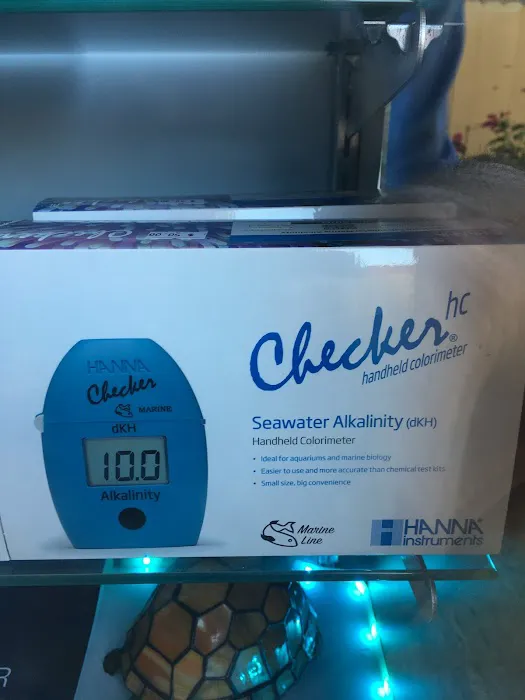 Checker hc
®
handheld colorimeter
HANNA
Checker
MARINE
dKH
10.0
Alkalinity
Seawater Alkalinity (dKH)
Handheld Colorimeter
• Ideal for aquariums and marine biology
• Easier to use and more accurate than chemical test kits
• Small size, big convenience
Marine
Line
HANNA
instruments
R